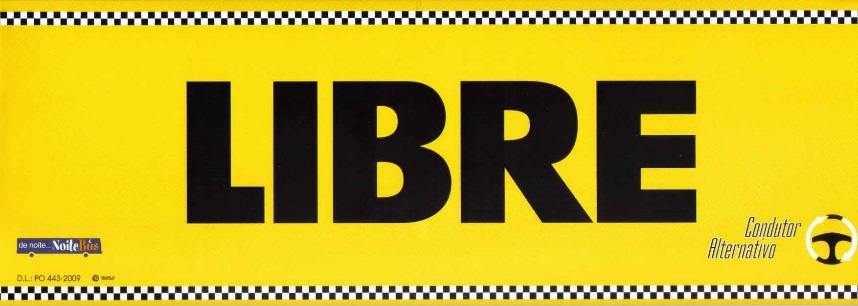 LIBRE
Condutor
Alternativo
de noite... NoiteBus
D.L.: PO 443-2009